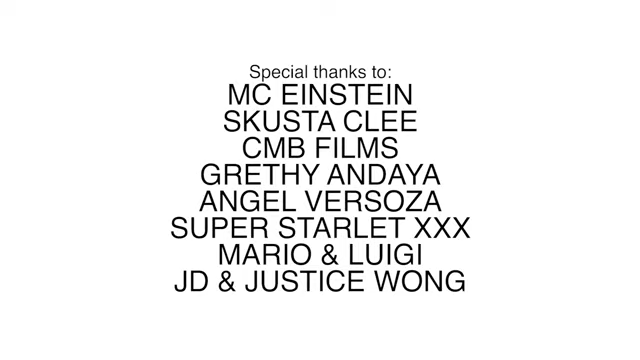 Special thanks to:
MC EINSTEIN
SKUSTA CLEE
CMB FILMS
GRETHY ANDAYA
ANGEL VERSOZA
SUPER STARLET XXX
MARIO & LUIGI
JD & JUSTICE WONG